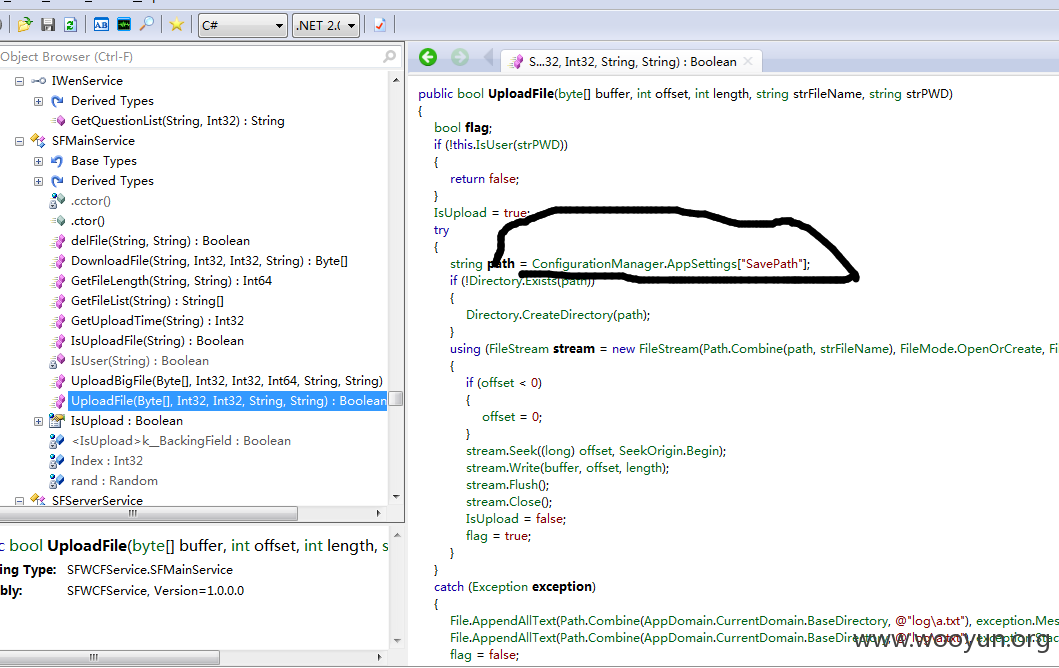 C#
.NET 2.0
Object Browser (Ctrl-F)
IWenService
Derived Types
GetQuestionList(String, Int32) : String
SFMainService
Base Types
Derived Types
.cctor()
.ctor()
delFile(String, String) : Boolean
DownloadFile(String, Int32, Int32, String) : Byte[]
GetFileLength(String, String) : Int64
GetFileList(String) : String[]
GetUploadTime(String) : Int32
IsUploadFile(String) : Boolean
IsUser(String) : Boolean
UploadBigFile(Byte[], Int32, Int32, Int64, String, String)
UploadFile(Byte[], Int32, Int32, String, String) : Boolean
IsUpload : Boolean
<IsUpload>k__BackingField : Boolean
Index : Int32
rand : Random
SFServerService
c bool UploadFile(byte[] buffer, int offset, int length, s
ing Type: SFWCFService.SFMainService
bly: SFWCFService, Version=1.0.0.0
S...32, Int32, String, String) : Boolean
public bool UploadFile(byte[] buffer, int offset, int length, string strFileName, string strPWD)
{
bool flag;
if (!this.IsUser(strPWD))
{
return false;
}
IsUpload = true;
try
{
string path = ConfigurationManager.AppSettings["SavePath"];
if (!Directory.Exists(path))
{
Directory.CreateDirectory(path);
}
using (FileStream stream = new FileStream(Path.Combine(path, strFileName), FileMode.OpenOrCreate, Fi
{
if (offset < 0)
{
offset = 0;
}
stream.Seek((long) offset, SeekOrigin.Begin);
stream.Write(buffer, offset, length);
stream.Flush();
stream.Close();
IsUpload = false;
flag = true;
}
}
catch (Exception exception)
{
File.AppendAllText(Path.Combine(AppDomain.CurrentDomain.BaseDirectory, @"log\a.txt"), exception.Mes
File.AppendAllText(Path.Combine(AppDomain.CurrentDomain.BaseDirectory, @"log\a.txt"), exception.Stac
flag = false;
www.wooyun.org